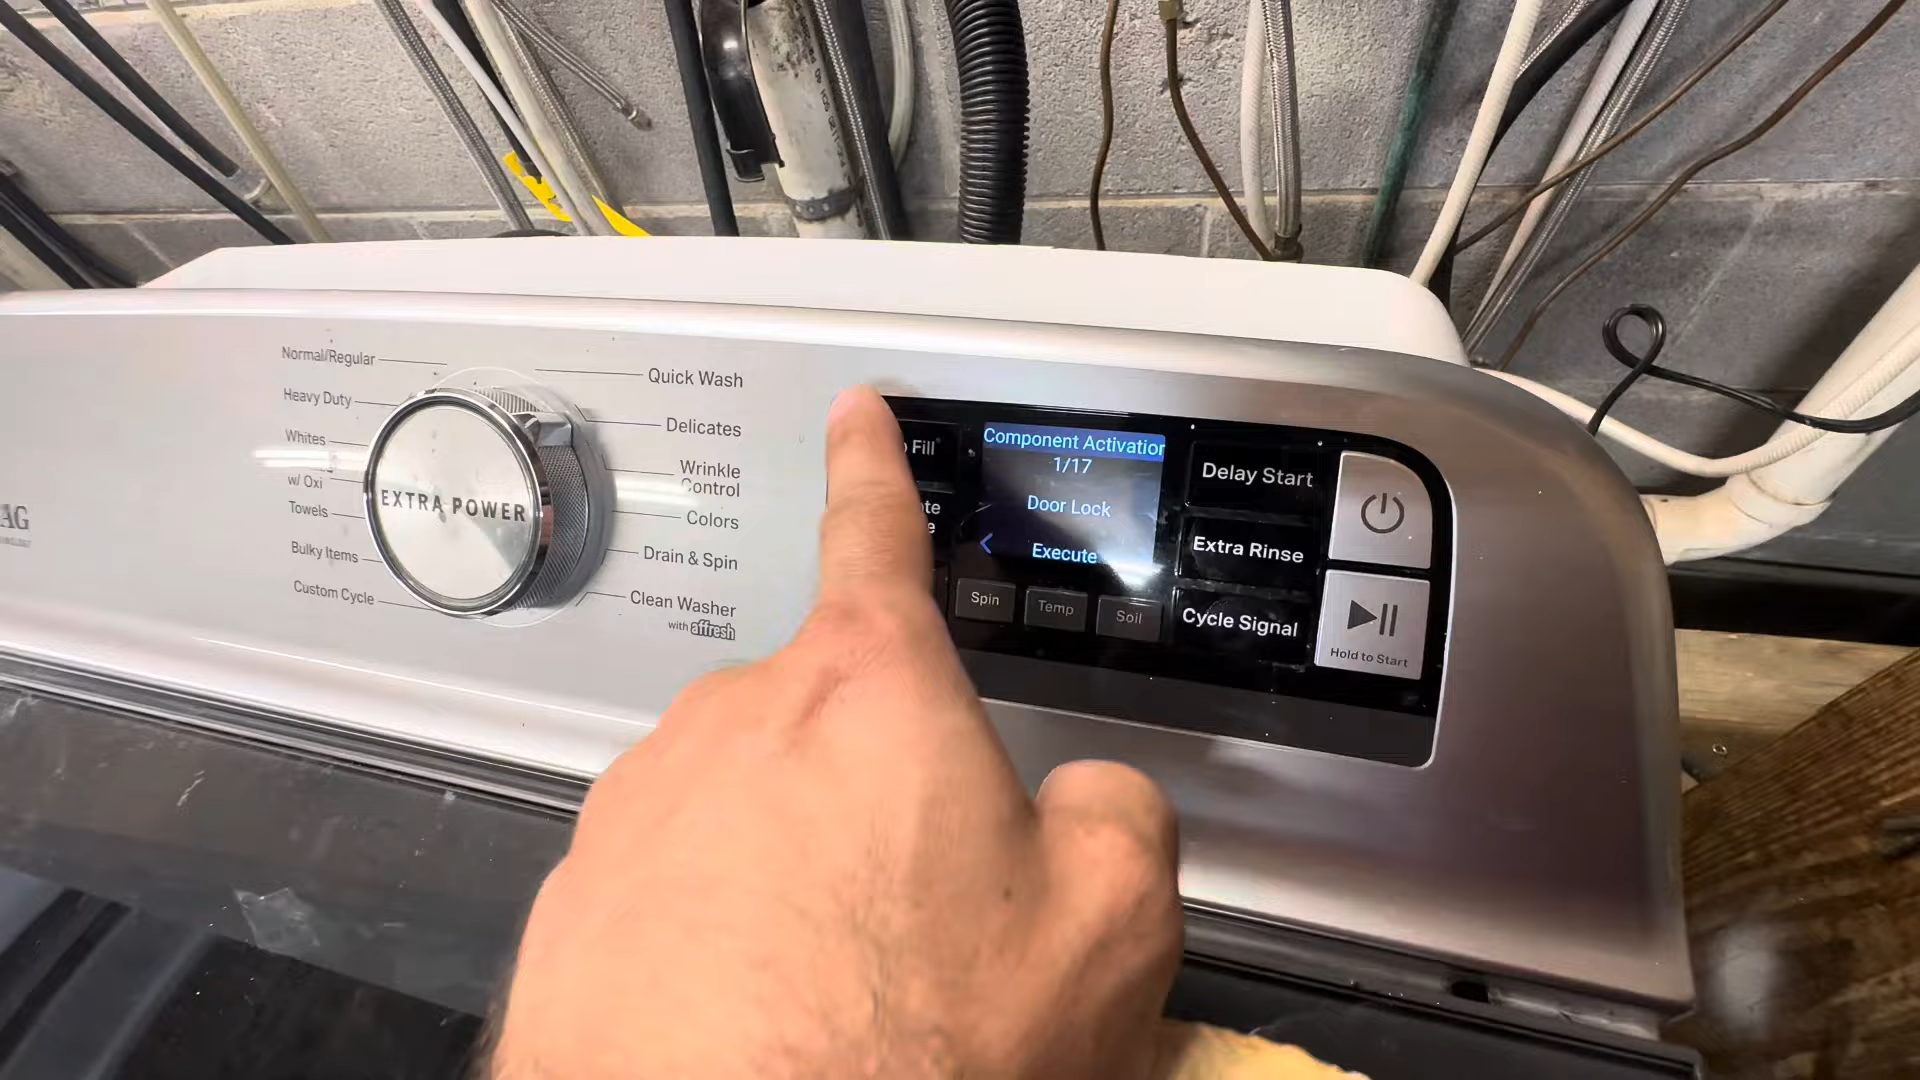 Normal/Regular
Heavy Duty
Whites
w/ Oxi
Towels
Bulky Items
Custom Cycle
EXTRA POWER
Quick Wash
Delicates
Wrinkle
Control
Colors
Drain & Spin
Clean Washer
with affresh
AG
Fill
Component Activation
1/17
Door Lock
< Execute
Spin
Temp
Soil
Delay Start
Extra Rinse
Cycle Signal
Hold to Start